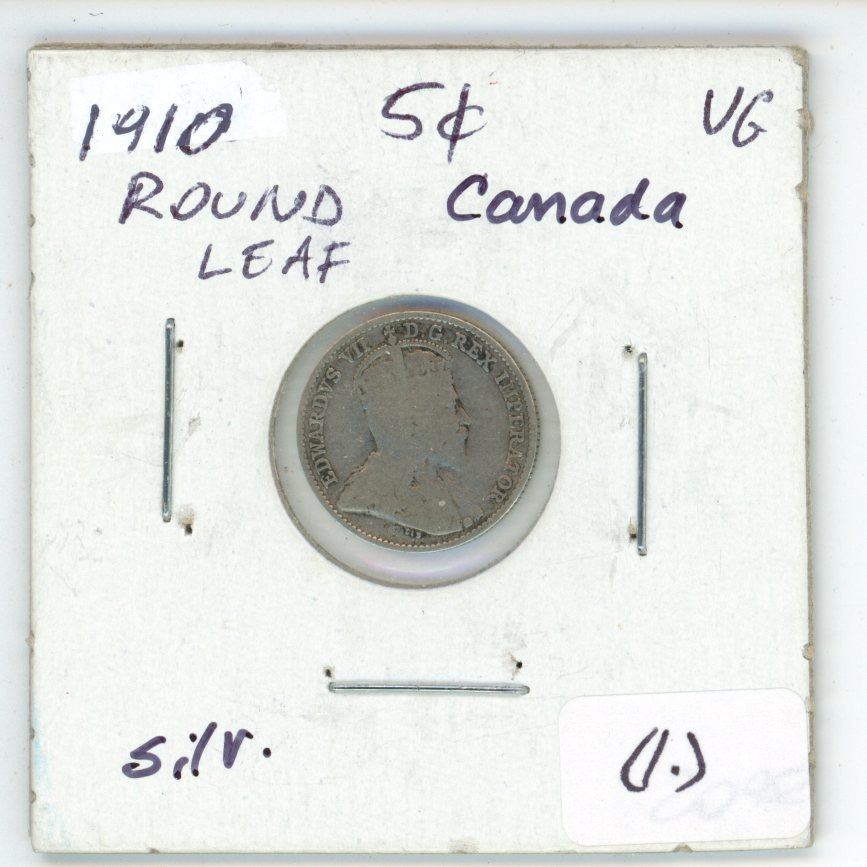 1910 5¢ VG
ROUND Canada
LEAF
EDWARDVS VII D.G. REX IMPERATOR
silv.
(1.)